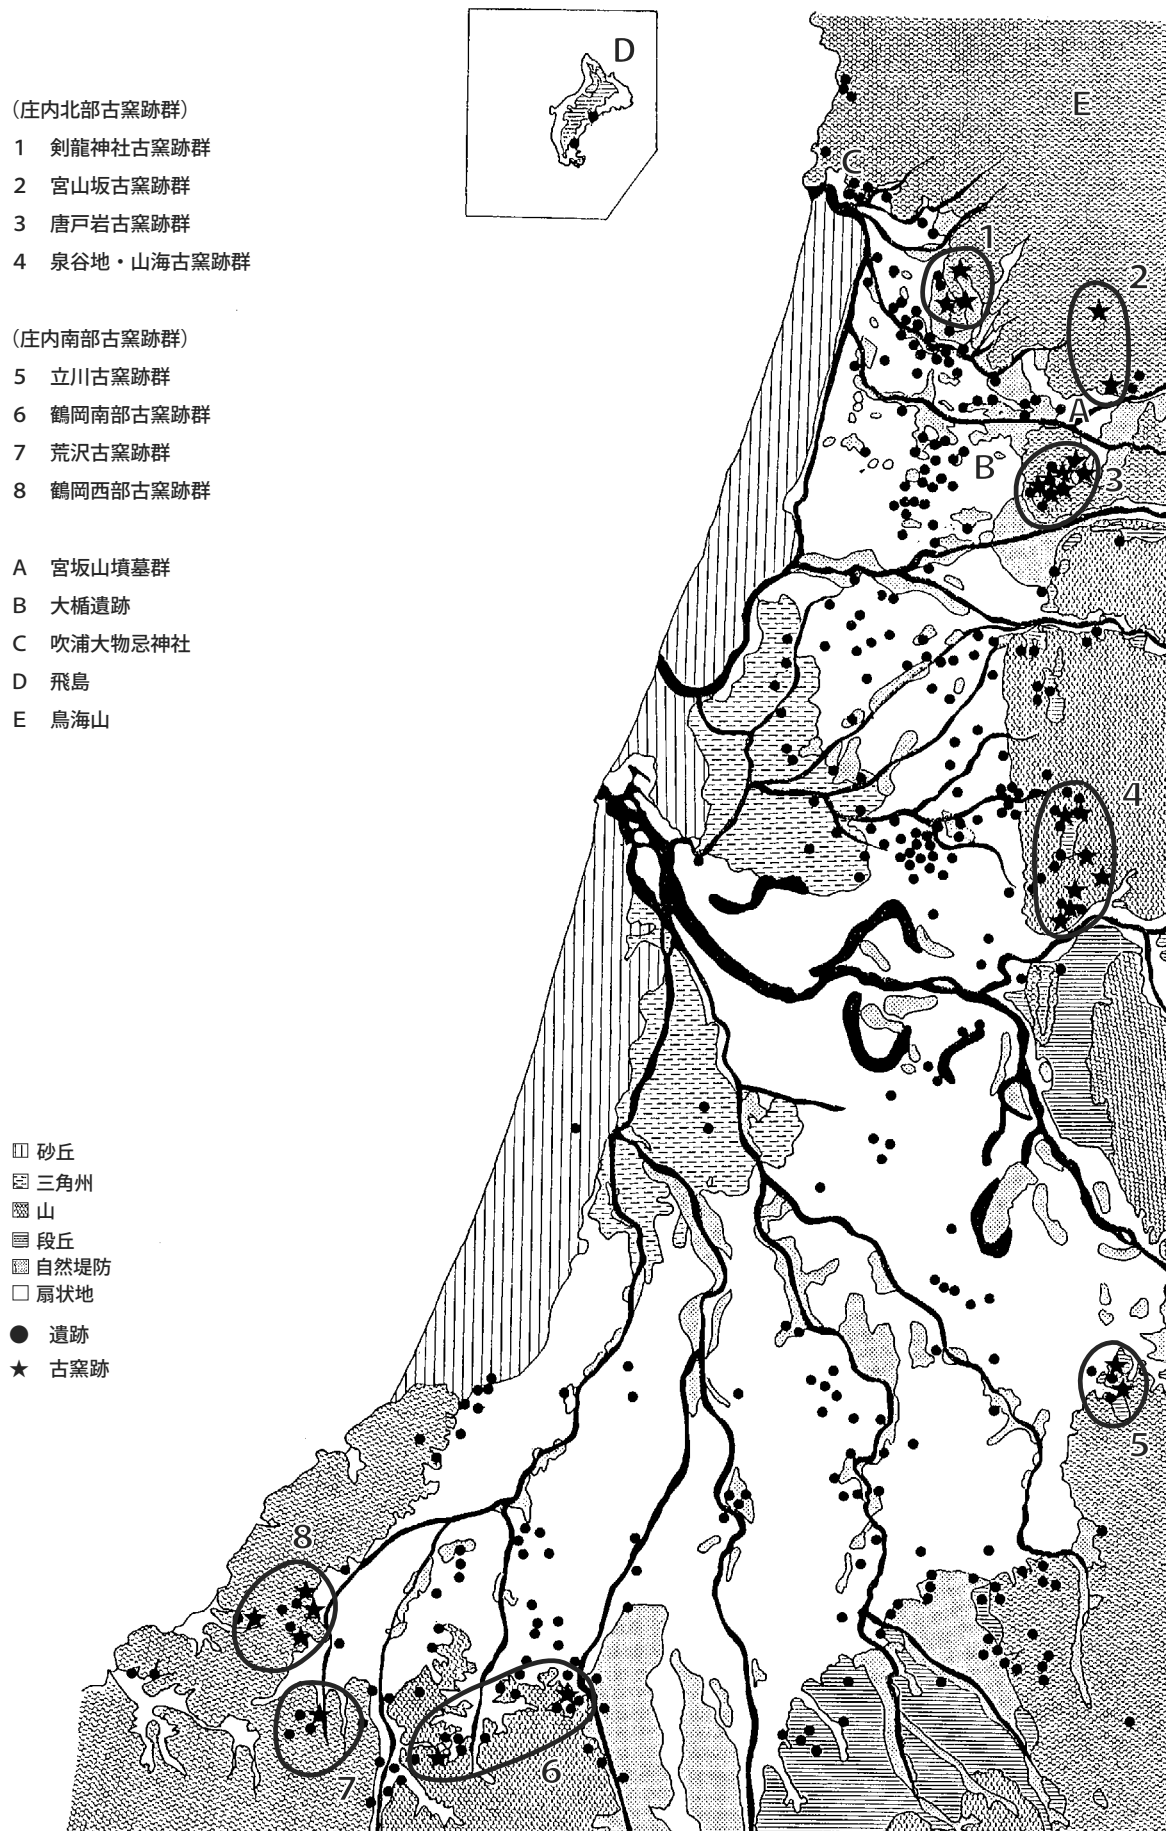 （庄内北部古窯跡群）
1 剣龍神社古窯跡群
2 宮山坂古窯跡群
3 唐戸岩古窯跡群
4 泉谷地・山海古窯跡群
（庄内南部古窯跡群）
5 立川古窯跡群
6 鶴岡南部古窯跡群
7 荒沢古窯跡群
8 鶴岡西部古窯跡群
A 宮坂山墳墓群
B 大楯遺跡
C 吹浦大物忌神社
D 飛島
E 鳥海山
砂丘
三角州
山
段丘
自然堤防
扇状地
● 遺跡
★ 古窯跡
D
E
C
1
2
A
B
3
4
5
8
7
6